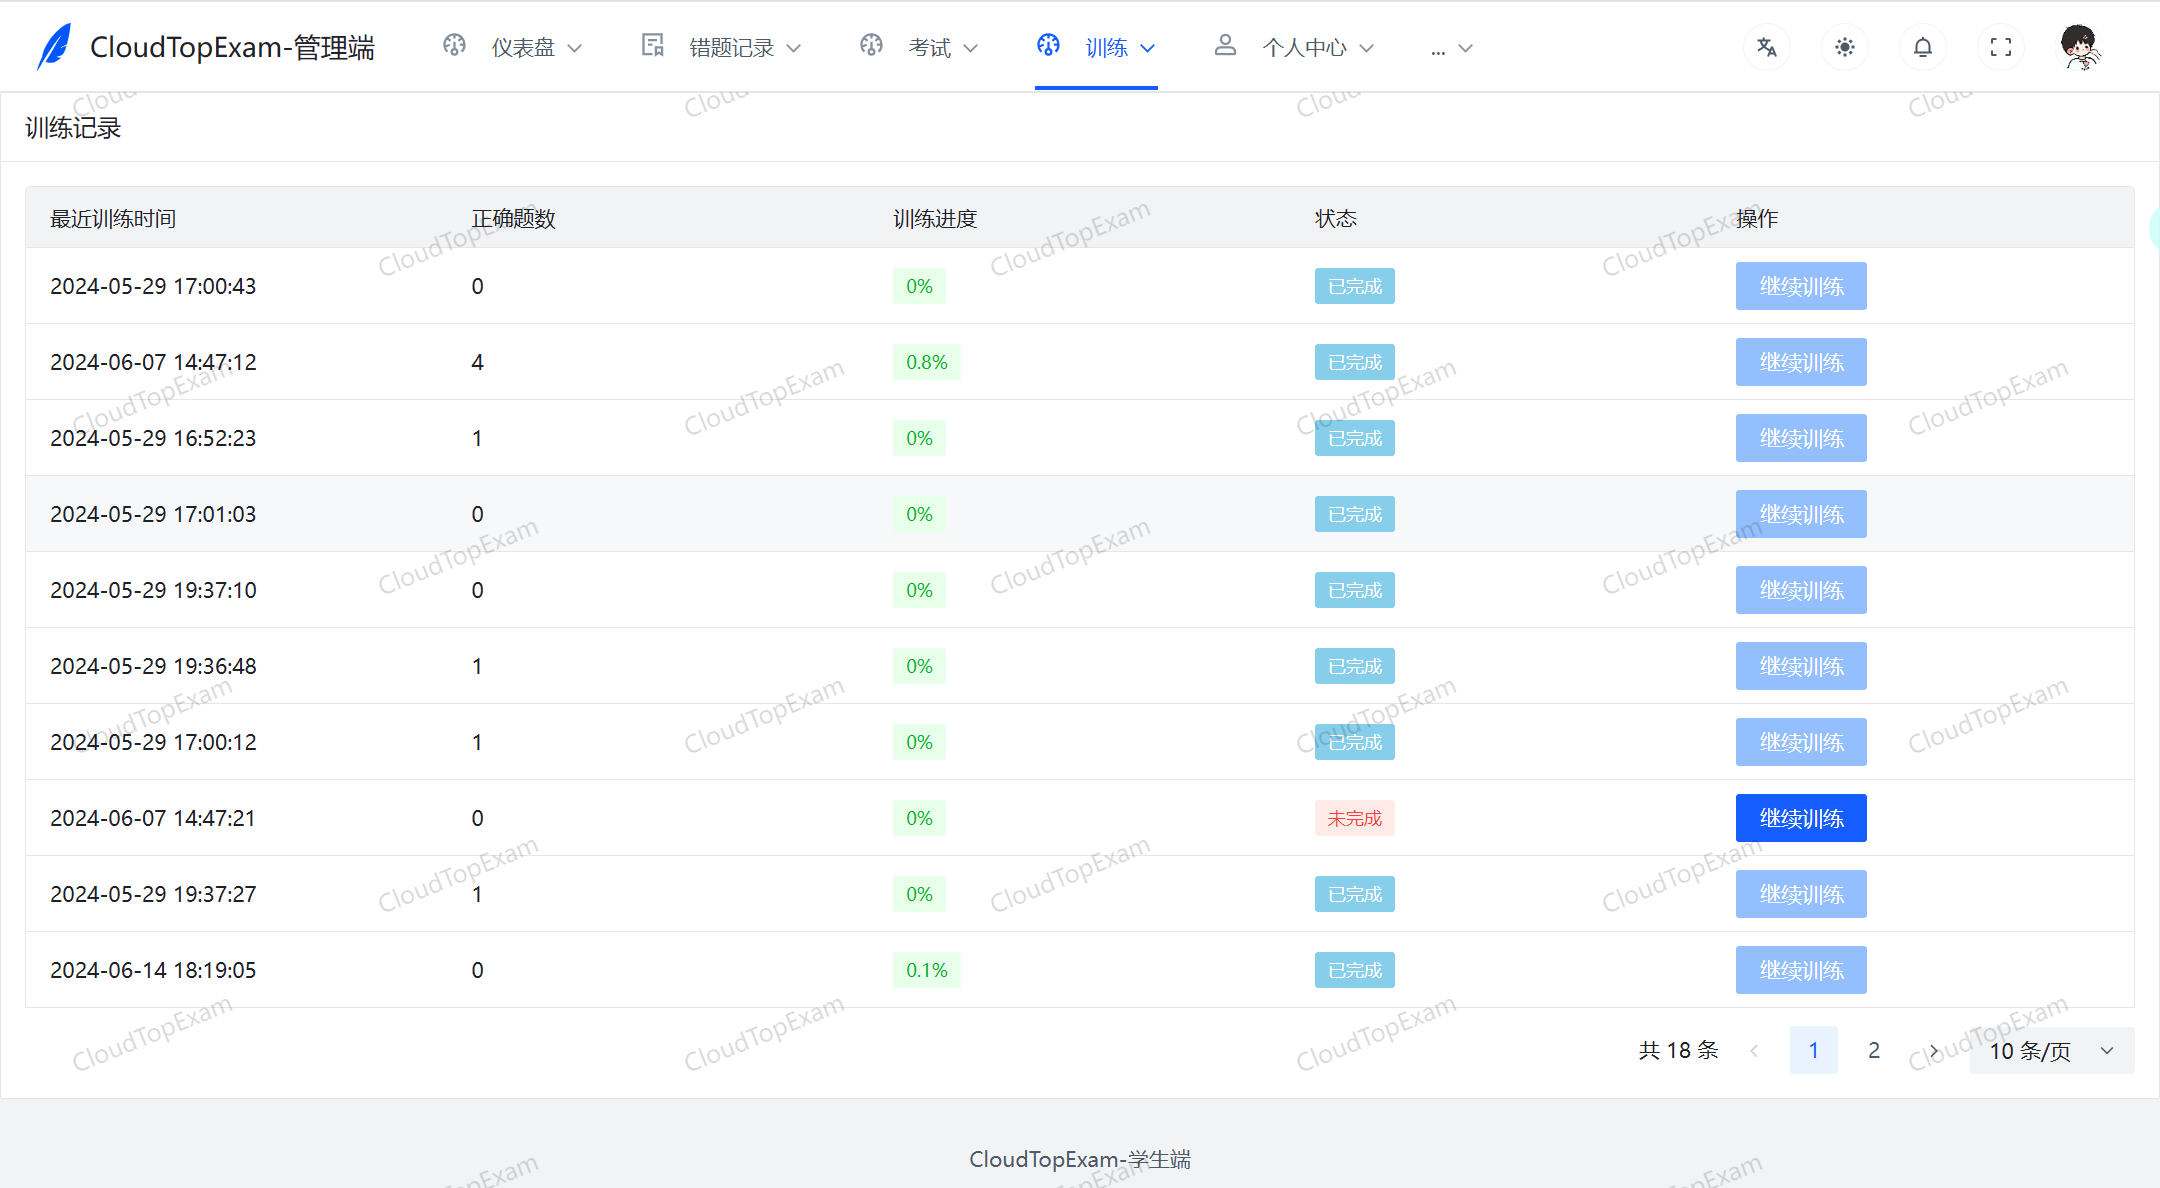 CloudTopExam-管理端 仪表盘 错题记录 考试 训练 个人中心 ...
训练记录
最近训练时间 正确题数 训练进度 状态 操作
2024-05-29 17:00:43 0 0% 已完成 继续训练
2024-06-07 14:47:12 4 0.8% 已完成 继续训练
2024-05-29 16:52:23 1 0% 已完成 继续训练
2024-05-29 17:01:03 0 0% 已完成 继续训练
2024-05-29 19:37:10 0 0% 已完成 继续训练
2024-05-29 19:36:48 1 0% 已完成 继续训练
2024-05-29 17:00:12 1 0% 已完成 继续训练
2024-06-07 14:47:21 0 0% 未完成 继续训练
2024-05-29 19:37:27 1 0% 已完成 继续训练
2024-06-14 18:19:05 0 0.1% 已完成 继续训练
共 18 条 1 2 10 条/页
CloudTopExam-学生端
CloudTopExam